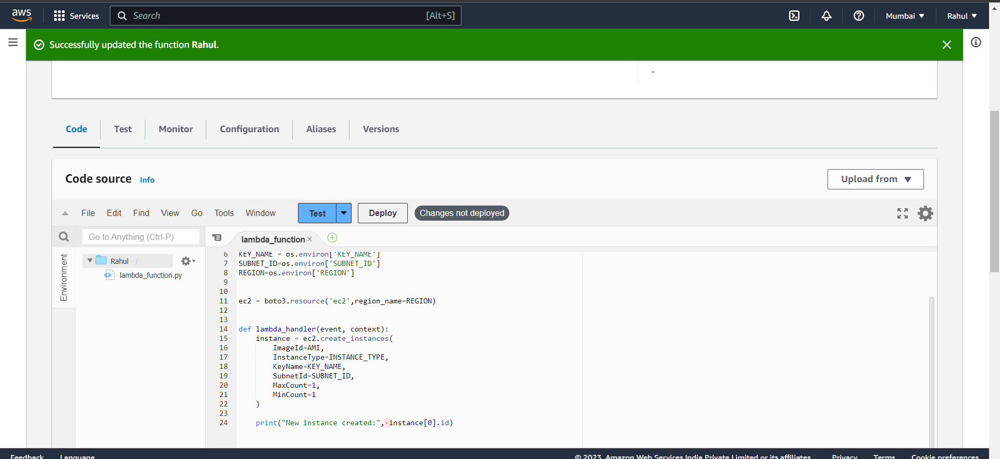 aws
Services
Search
[Alt+S]
Mumbai
Rahul
Successfully updated the function Rahul.
-
Code
Test
Monitor
Configuration
Aliases
Versions
Code source
Info
Upload from
File
Edit
Find
View
Go
Tools
Window
Test
Deploy
Changes not deployed
Go to Anything (Ctrl-P)
lambda_function
Environment
Rahul - /
lambda_function.py
6 KEY_NAME = os.environ['KEY_NAME']
7 SUBNET_ID=os.environ['SUBNET_ID']
8 REGION=os.environ['REGION']
9
10
11 ec2 = boto3.resource('ec2',region_name=REGION)
12
13
14 def lambda_handler(event, context):
15 instance = ec2.create_instances(
16 ImageId=AMI,
17 InstanceType=INSTANCE_TYPE,
18 KeyName=KEY_NAME,
19 SubnetId=SUBNET_ID,
20 MaxCount=1,
21 MinCount=1
22 )
23
24 print("New instance created:",·instance[0].id)
Feedback
Language
© 2023, Amazon Web Services India Private Limited or its affiliates.
Privacy
Terms
Cookie preferences